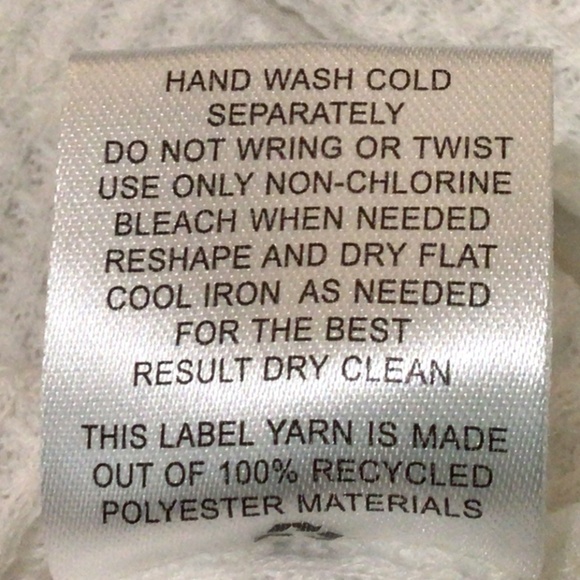 HAND WASH COLD
SEPARATELY
DO NOT WRING OR TWIST
USE ONLY NON-CHLORINE
BLEACH WHEN NEEDED
RESHAPE AND DRY FLAT
COOL IRON AS NEEDED
FOR THE BEST
RESULT DRY CLEAN
THIS LABEL YARN IS MADE
OUT OF 100% RECYCLED
POLYESTER MATERIALS